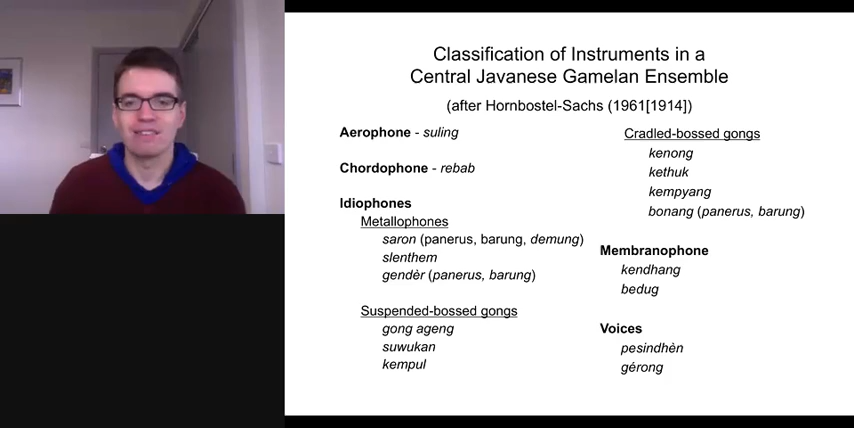 Classification of Instruments in a
Central Javanese Gamelan Ensemble
(after Hornbostel-Sachs (1961[1914])
Aerophone - suling
Chordophone - rebab
Idiophones
Metallophones
saron (panerus, barung, demung)
slenthem
gendèr (panerus, barung)
Suspended-bossed gongs
gong ageng
suwukan
kempul
Cradled-bossed gongs
kenong
kethuk
kempyang
bonang (panerus, barung)
Membranophone
kendhang
bedug
Voices
pesindhèn
gérong